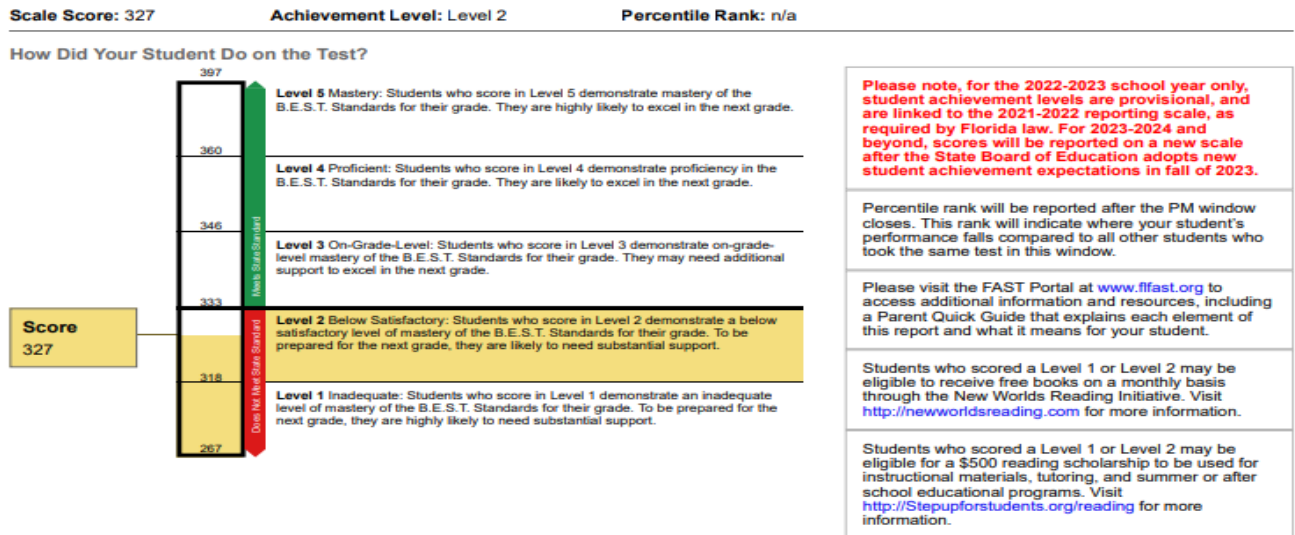 Scale Score: 327 Achievement Level: Level 2 Percentile Rank: n/a
How Did Your Student Do on the Test?
397
Level 5 Mastery: Students who score in Level 5 demonstrate mastery of the
B.E.S.T. Standards for their grade. They are highly likely to excel in the next grade.
360
Level 4 Proficient: Students who score in Level 4 demonstrate proficiency in the
B.E.S.T. Standards for their grade. They are likely to excel in the next grade.
346
Level 3 On-Grade-Level: Students who score in Level 3 demonstrate on-grade-
level mastery of the B.E.S.T. Standards for their grade. They may need additional
support to excel in the next grade.
Meets State Standard
333
Score
327
Level 2 Below Satisfactory: Students who score in Level 2 demonstrate a below
satisfactory level of mastery of the B.E.S.T. Standards for their grade. To be
prepared for the next grade, they are likely to need substantial support.
318
Level 1 Inadequate: Students who score in Level 1 demonstrate an inadequate
level of mastery of the B.E.S.T. Standards for their grade. To be prepared for the
next grade, they are highly likely to need substantial support.
Does Not Meet State Standard
267
Please note, for the 2022-2023 school year only,
student achievement levels are provisional, and
are linked to the 2021-2022 reporting scale, as
required by Florida law. For 2023-2024 and
beyond, scores will be reported on a new scale
after the State Board of Education adopts new
student achievement expectations in fall of 2023.
Percentile rank will be reported after the PM window
closes. This rank will indicate where your student's
performance falls compared to all other students who
took the same test in this window.
Please visit the FAST Portal at www.flfast.org to
access additional information and resources, including
a Parent Quick Guide that explains each element of
this report and what it means for your student.
Students who scored a Level 1 or Level 2 may be
eligible to receive free books on a monthly basis
through the New Worlds Reading Initiative. Visit
http://newworldsreading.com for more information.
Students who scored a Level 1 or Level 2 may be
eligible for a $500 reading scholarship to be used for
instructional materials, tutoring, and summer or after
school educational programs. Visit
http://Stepupforstudents.org/reading for more
information.